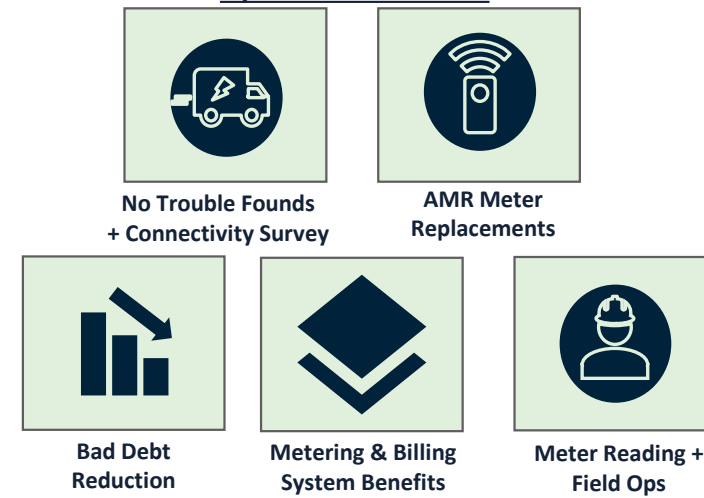 No Trouble Founds
+ Connectivity Survey
AMR Meter
Replacements
Bad Debt
Reduction
Metering & Billing
System Benefits
Meter Reading +
Field Ops